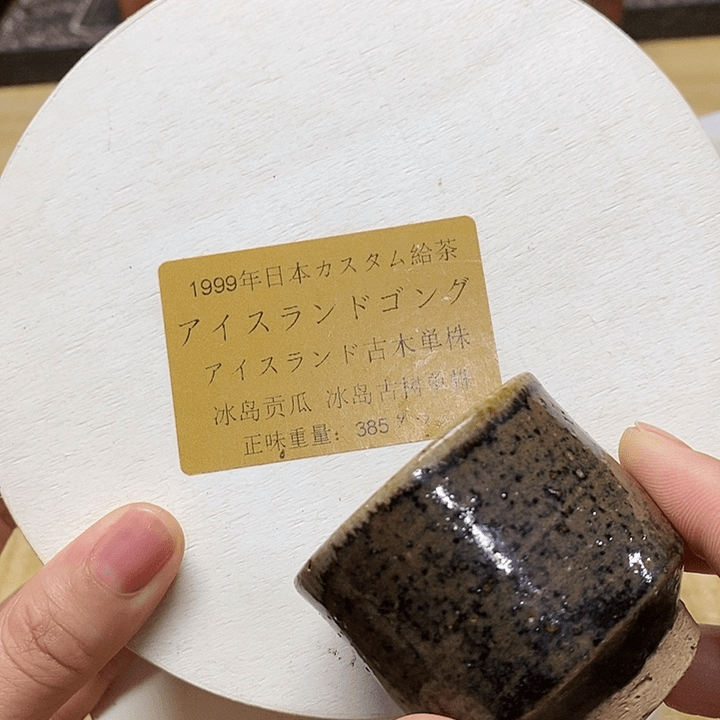 1999年日本カスタム給茶
アイスランドゴング
アイスランド古木単株
冰岛贡瓜 冰岛古树单株
正味重量: 385